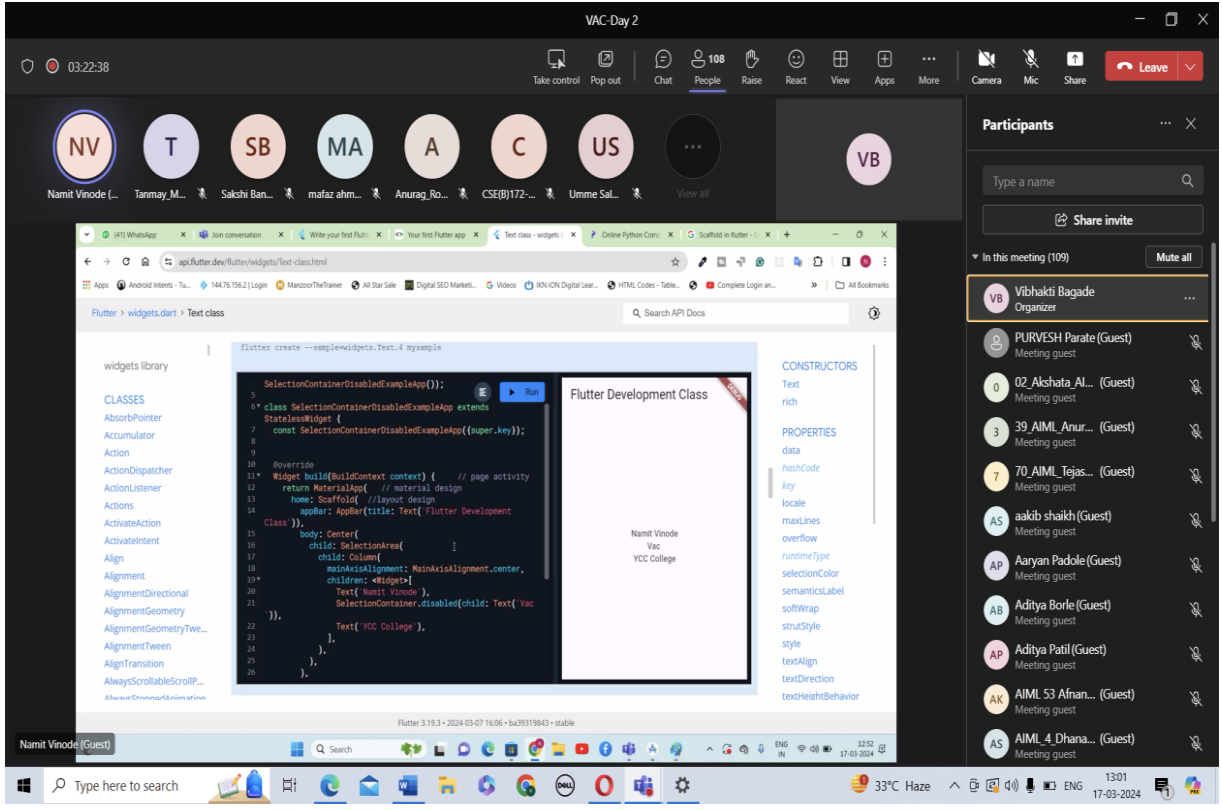 VAC-Day 2
03:22:38
Take control
Pop out
Chat
108
People
Raise
React
View
Apps
More
Camera
Mic
Share
Leave
NV
T
SB
MA
A
C
US
VB
Namit Vinode (...
Tanmay_M...
Sakshi Ban...
mafaz ahm...
Anurag_Ro...
CSE(B)172-...
Umme Sal...
View all
(41) WhatsApp
Join conversation
Write your first Flutt
Your first Flutter app
Text class - widgets l
Online Python Comp
Scaffold in flutter - G
api.flutter.dev/flutter/widgets/Text-class.html
Apps
Android Intents - Tu...
144.76.156.2 | Login
ManzoorTheTrainer
All Star Sale
Digital SEO Marketi...
Videos
IKN iON Digital Lear...
HTML Codes - Table...
Complete Login an...
»
All Bookmarks
Flutter > widgets.dart > Text class
Search API Docs
flutter create --sample=widgets.Text.4 mysample
widgets library
CLASSES
AbsorbPointer
Accumulator
Action
ActionDispatcher
ActionListener
Actions
ActivateAction
ActivateIntent
Align
Alignment
AlignmentDirectional
AlignmentGeometry
AlignmentGeometryTwe...
AlignmentTween
AlignTransition
AlwaysScrollableScrollP...
AlwaysStoppedAnimation
SelectionContainerDisabledExampleApp());
5
6 class SelectionContainerDisabledExampleApp extends
StatelessWidget {
7 const SelectionContainerDisabledExampleApp({super.key});
8
9
10 @override
11 Widget build(BuildContext context) { // page activity
12 return MaterialApp( // material design
13 home: Scaffold( //layout design
14 appBar: AppBar(title: Text('Flutter Development
Class')),
15 body: Center(
16 child: SelectionArea(
17 child: Column(
18 mainAxisAlignment: MainAxisAlignment.center,
19 children: <Widget>[
20 Text('Namit Vinode'),
21 SelectionContainer.disabled(child: Text('Vac
')),
22 Text('YCC College'),
23 ],
24 ),
25 ),
26 ),
Run
Flutter Development Class
DEBUG
Namit Vinode
Vac
YCC College
CONSTRUCTORS
Text
rich
PROPERTIES
data
hashCode
key
locale
maxLines
overflow
runtimeType
selectionColor
semanticsLabel
softWrap
strutStyle
style
textAlign
textDirection
textHeightBehavior
Flutter 3.19.3 • 2024-03-07 16:06 • ba39319843 • stable
Search
ENG
IN
12:52
17-03-2024
Namit Vinode (Guest)
Participants
Type a name
Share invite
In this meeting (109)
Mute all
VB
Vibhakti Bagade
Organizer
PURVESH Parate (Guest)
Meeting guest
0
02_Akshata_Al... (Guest)
Meeting guest
3
39_AIML_Anur... (Guest)
Meeting guest
7
70_AIML_Tejas... (Guest)
Meeting guest
AS
aakib shaikh (Guest)
Meeting guest
AP
Aaryan Padole (Guest)
Meeting guest
AB
Aditya Borle (Guest)
Meeting guest
AP
Aditya Patil (Guest)
Meeting guest
AK
AIML 53 Afnan... (Guest)
Meeting guest
AS
AIML_4_Dhana... (Guest)
Meeting guest
Type here to search
DELL
33°C Haze
ENG
13:01
17-03-2024
1